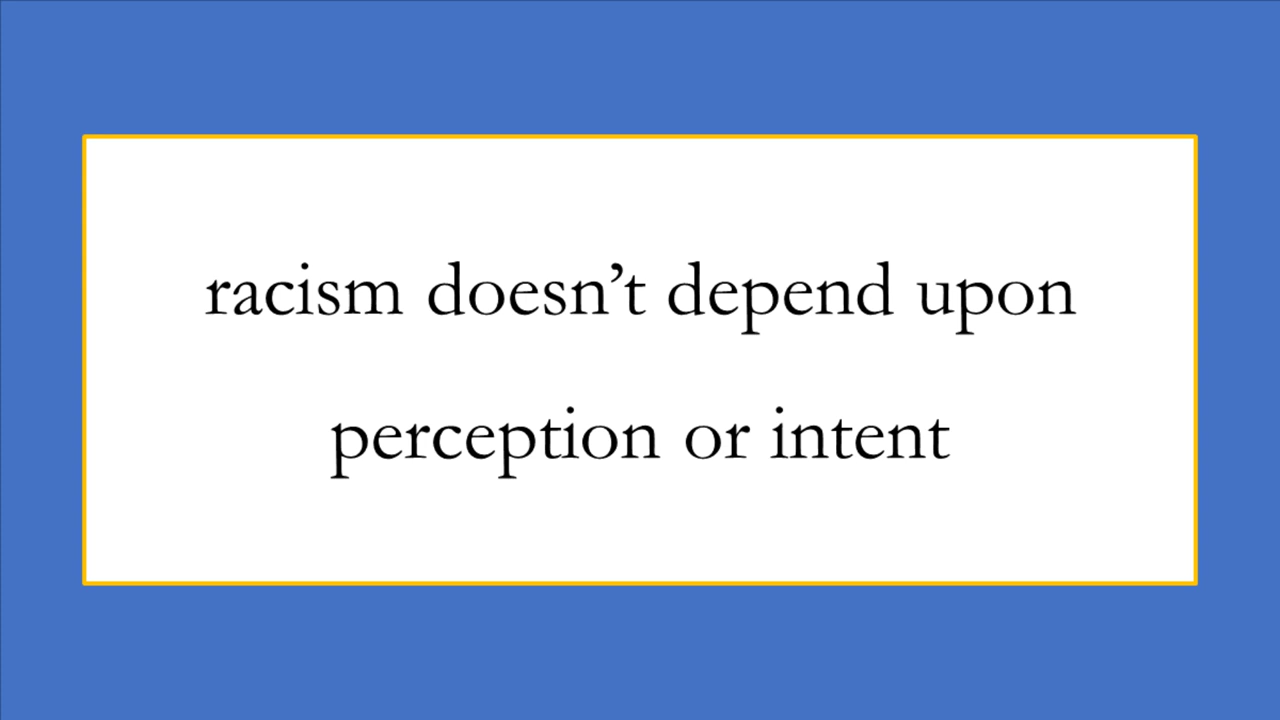 racism doesn’t depend upon
perception or intent